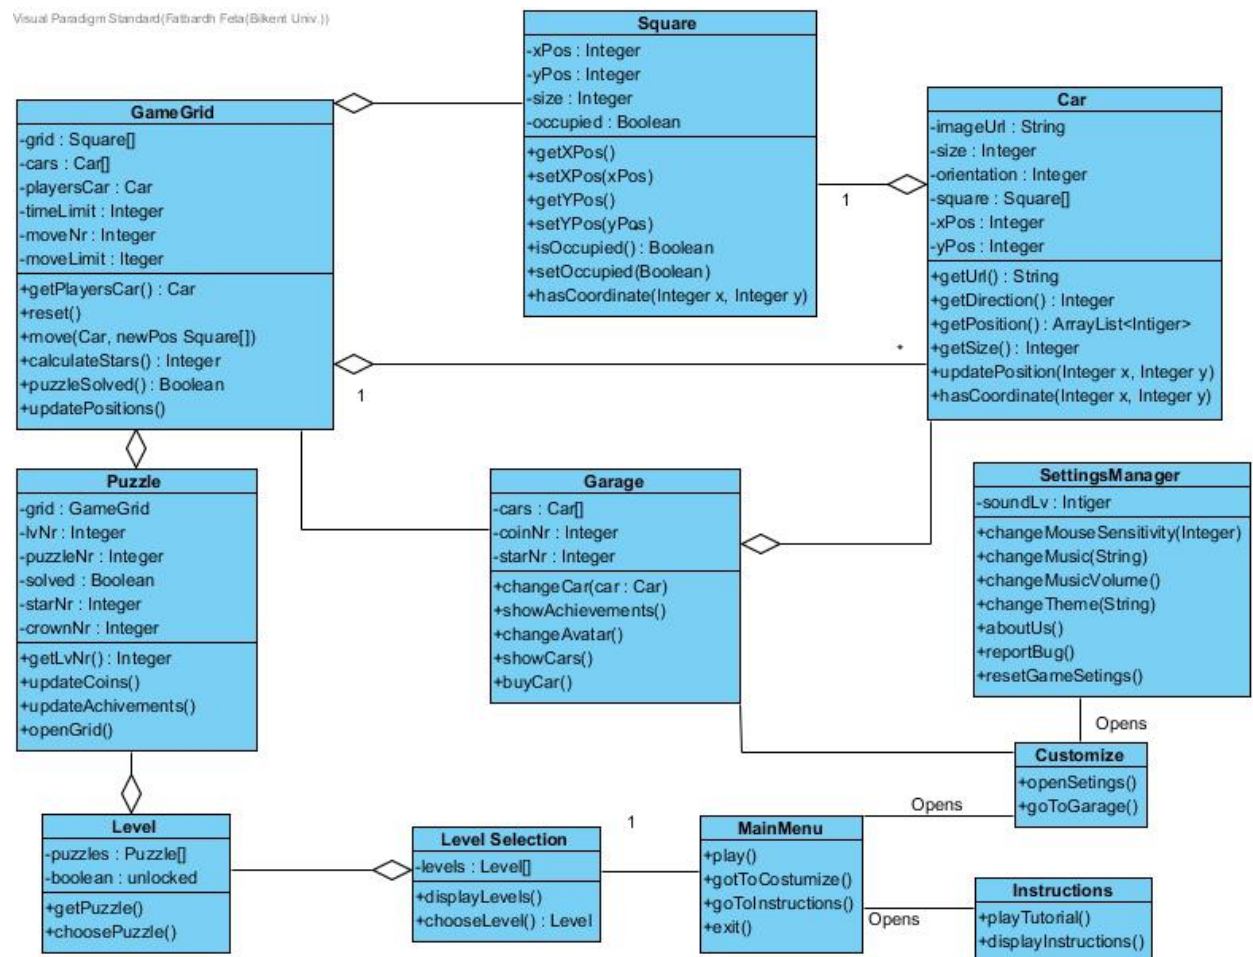 Visual Paradigm Standard(Fatbardh Feta(Bilkent Univ.))
Square
-xPos : Integer
-yPos : Integer
-size : Integer
-occupied : Boolean
+getXPos()
+setXPos(xPos)
+getYPos()
+setYPos(yPos)
+isOccupied() : Boolean
+setOccupied(Boolean)
+hasCoordinate(Integer x, Integer y)
GameGrid
-grid : Square[]
-cars : Car[]
-playersCar : Car
-timeLimit : Integer
-moveNr : Integer
-moveLimit : Iteger
+getPlayersCar() : Car
+reset()
+move(Car, newPos Square[])
+calculateStars() : Integer
+puzzleSolved() : Boolean
+updatePositions()
Car
-imageUrl : String
-size : Integer
-orientation : Integer
-square : Square[]
-xPos : Integer
-yPos : Integer
+getUrl() : String
+getDirection() : Integer
+getPosition() : ArrayList<Intiger>
+getSize() : Integer
+updatePosition(Integer x, Integer y)
+hasCoordinate(Integer x, Integer y)
1
*
1
Puzzle
-grid : GameGrid
-lvNr : Integer
-puzzleNr : Integer
-solved : Boolean
-starNr : Integer
-crownNr : Integer
+getLvNr() : Integer
+updateCoins()
+updateAchivements()
+openGrid()
Garage
-cars : Car[]
-coinNr : Integer
-starNr : Integer
+changeCar(car : Car)
+showAchievements()
+changeAvatar()
+showCars()
+buyCar()
SettingsManager
-soundLv : Intiger
+changeMouseSensitivity(Integer)
+changeMusic(String)
+changeMusicVolume()
+changeTheme(String)
+aboutUs()
+reportBug()
+resetGameSetings()
Opens
Customize
+openSetings()
+goToGarage()
Opens
Level
-puzzles : Puzzle[]
-boolean : unlocked
+getPuzzle()
+choosePuzzle()
Level Selection
-levels : Level[]
+displayLevels()
+chooseLevel() : Level
1
MainMenu
+play()
+gotToCostumize()
+goToInstructions()
+exit()
Opens
Instructions
+playTutorial()
+displayInstructions()